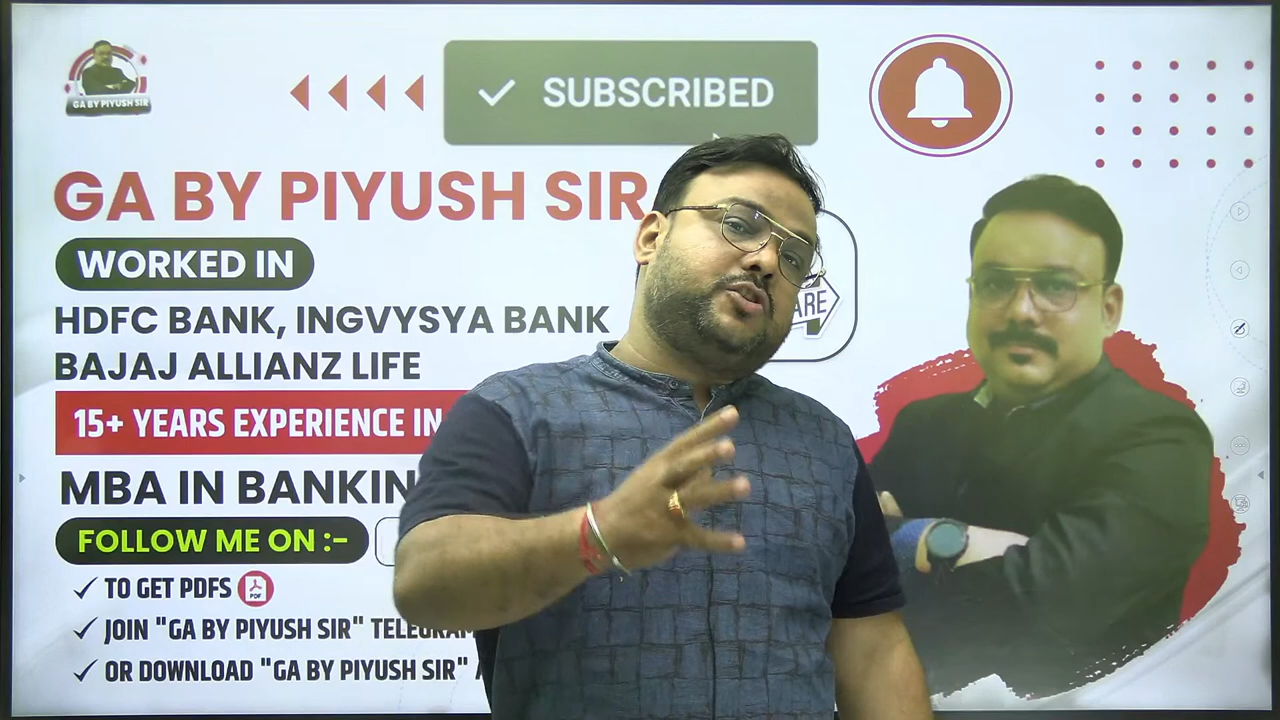 GA BY PIYUSH SIR
SUBSCRIBED
GA BY PIYUSH SIR
WORKED IN
HDFC BANK, INGVYSYA BANK
BAJAJ ALLIANZ LIFE
15+ YEARS EXPERIENCE IN
MBA IN BANKIN
FOLLOW ME ON :-
TO GET PDFS
PDF
JOIN "GA BY PIYUSH SIR" TELEGRAM
OR DOWNLOAD "GA BY PIYUSH SIR"